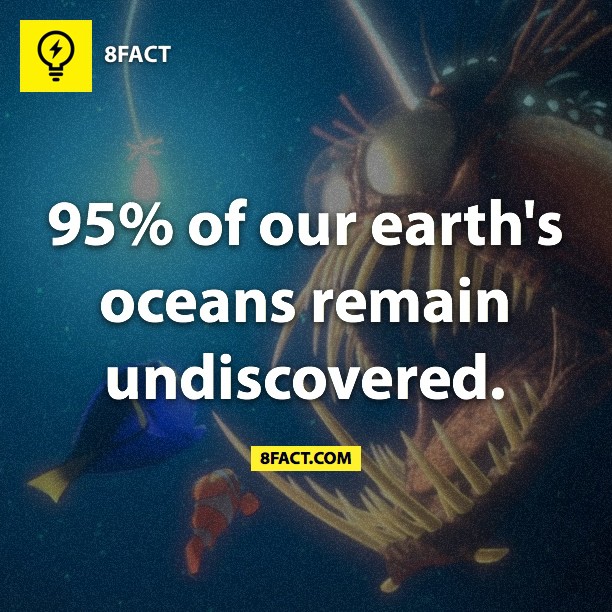 8FACT
95% of our earth's
oceans remain
undiscovered.
8FACT.COM